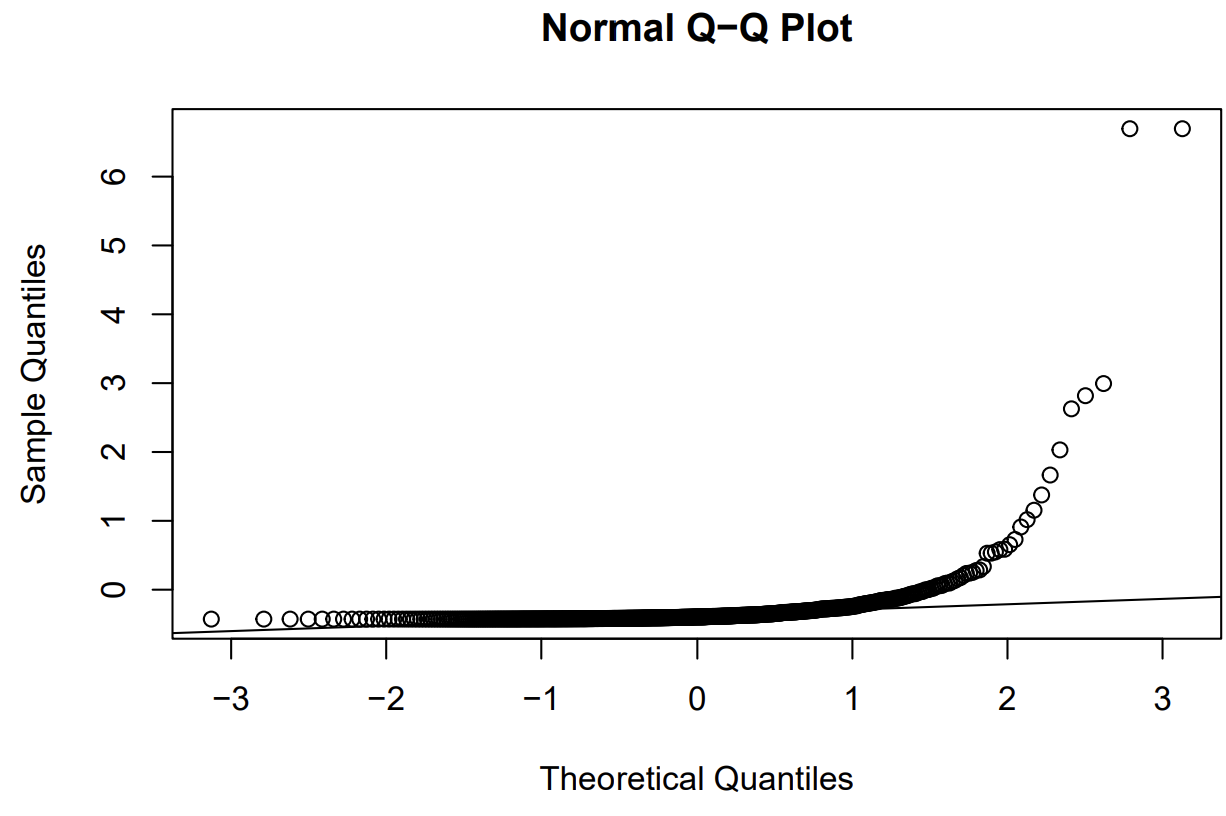 Normal Q−Q Plot
Sample Quantiles
6
5
4
3
2
1
0
−3 −2 −1 0 1 2 3
Theoretical Quantiles